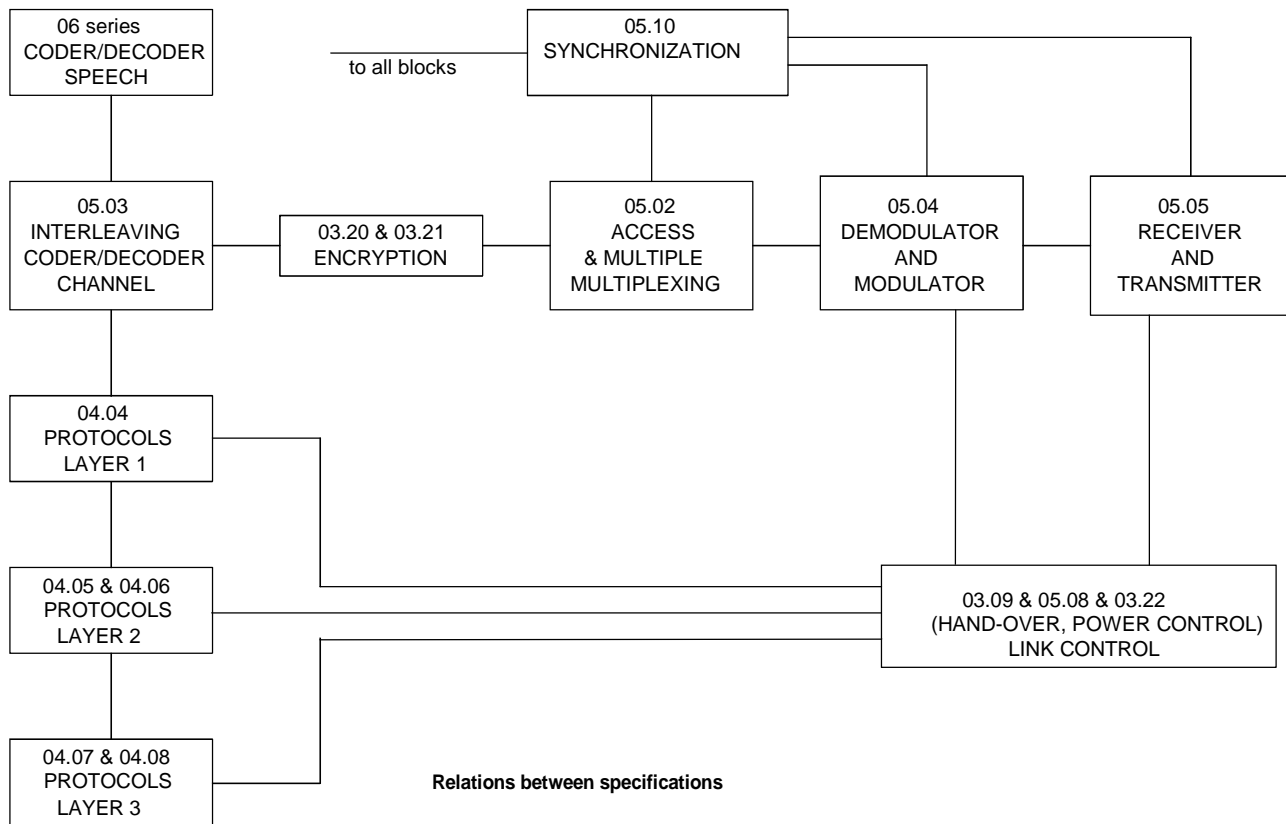 06 series
CODER/DECODER
SPEECH
05.10
SYNCHRONIZATION
to all blocks
05.03
INTERLEAVING
CODER/DECODER
CHANNEL
03.20 & 03.21
ENCRYPTION
05.02
ACCESS
& MULTIPLE
MULTIPLEXING
05.04
DEMODULATOR
AND
MODULATOR
05.05
RECEIVER
AND
TRANSMITTER
04.04
PROTOCOLS
LAYER 1
04.05 & 04.06
PROTOCOLS
LAYER 2
03.09 & 05.08 & 03.22
(HAND-OVER, POWER CONTROL)
LINK CONTROL
04.07 & 04.08
PROTOCOLS
LAYER 3
Relations between specifications